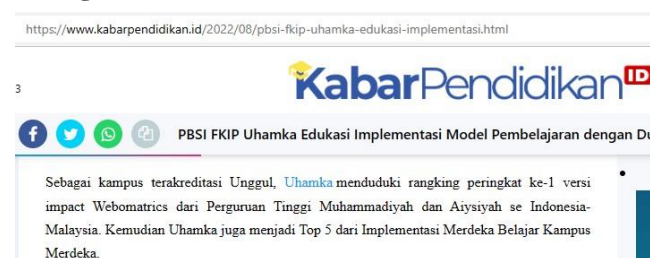 https://www.kabarpendidikan.id/2022/08/pbsi-fkip-uhamka-edukasi-implementasi.html
3
KabarPendidikan ID
PBSI FKIP Uhamka Edukasi Implementasi Model Pembelajaran dengan Du
Sebagai kampus terakreditasi Unggul, Uhamka menduduki rangking peringkat ke-1 versi
impact Webomatrics dari Perguruan Tinggi Muhammadiyah dan Aiysiyah se Indonesia-
Malaysia. Kemudian Uhamka juga menjadi Top 5 dari Implementasi Merdeka Belajar Kampus
Merdeka.